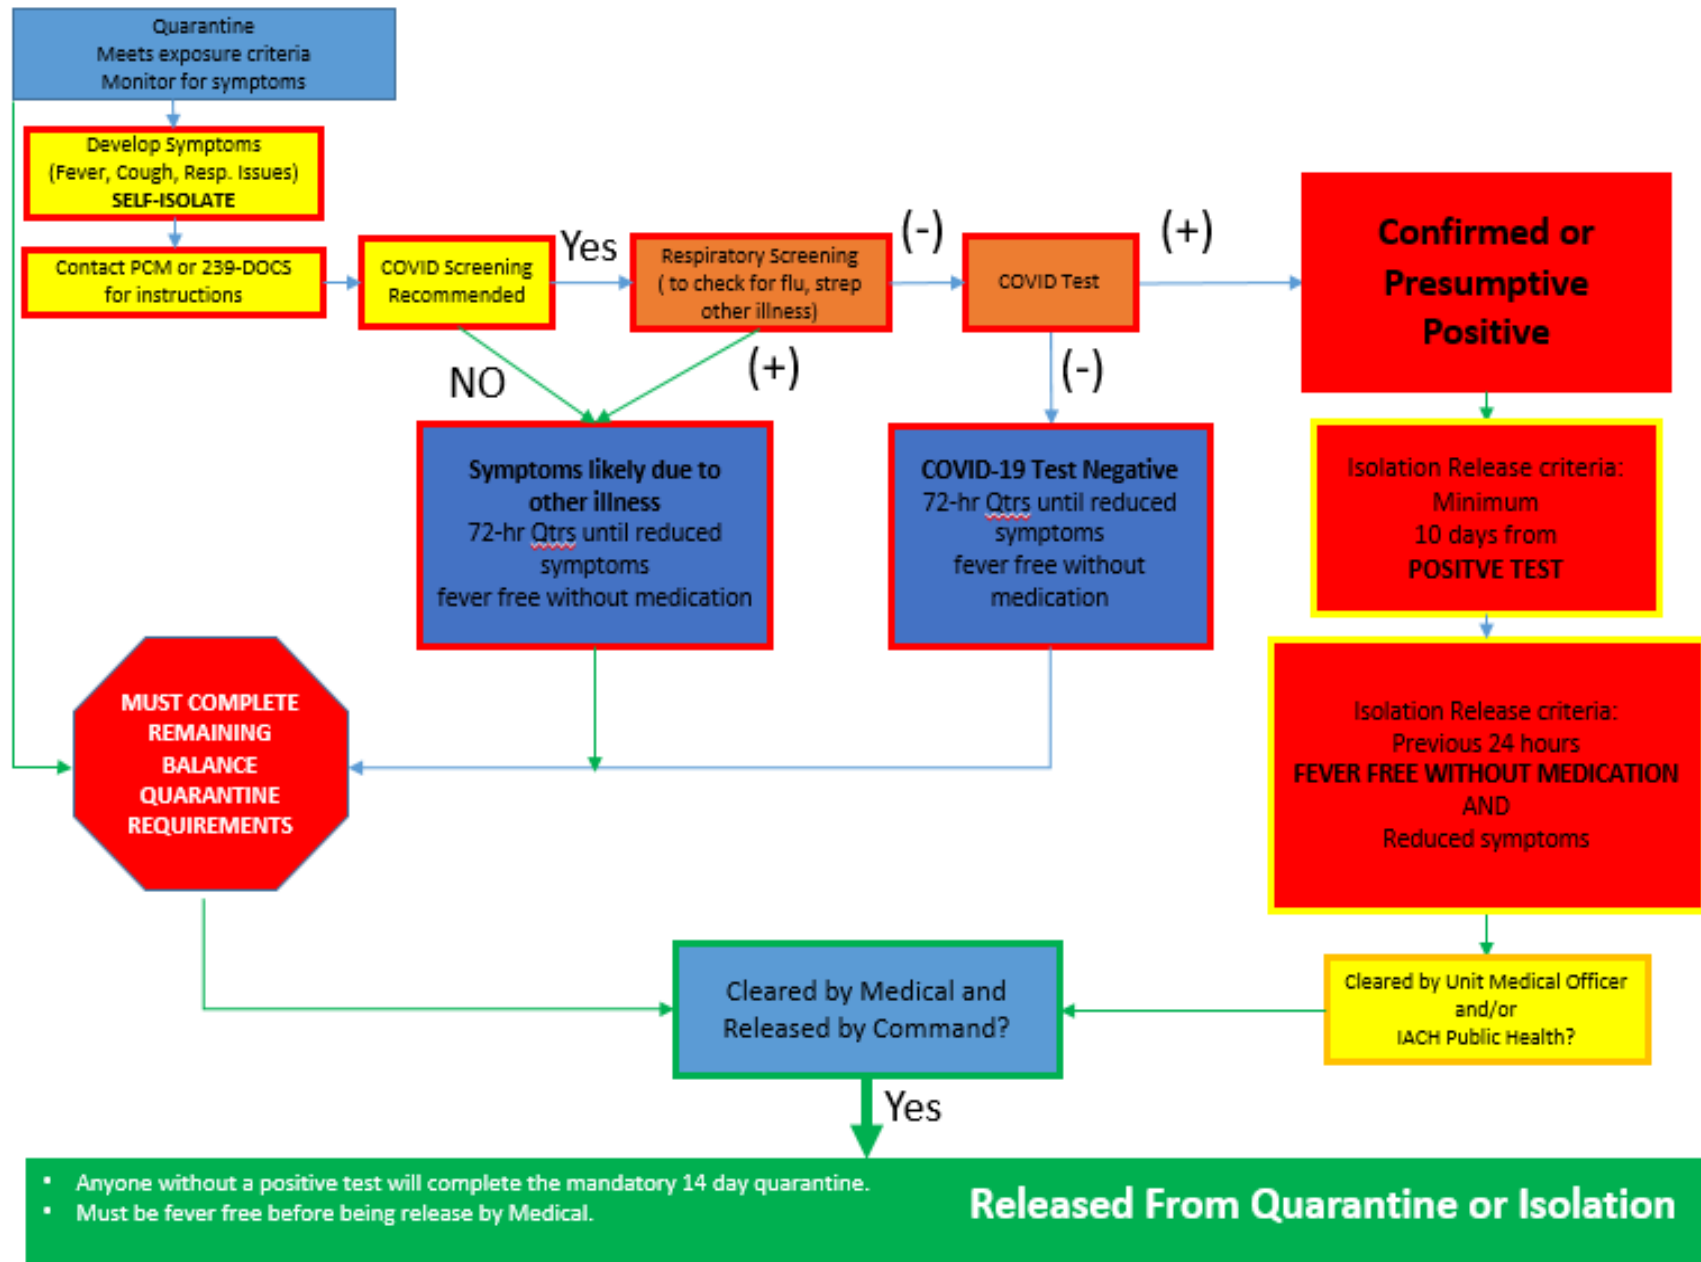 Quarantine
Meets exposure criteria
Monitor for symptoms
Develop Symptoms
(Fever, Cough, Resp. Issues)
SELF-ISOLATE
Contact PCM or 239-DOCS
for instructions
COVID Screening
Recommended
Yes
Respiratory Screening
( to check for flu, strep
other illness)
(-)
COVID Test
(+)
Confirmed or
Presumptive
Positive
NO
(+)
(-)
Symptoms likely due to
other illness
72-hr Qtrs until reduced
symptoms
fever free without medication
COVID-19 Test Negative
72-hr Qtrs until reduced
symptoms
fever free without
medication
Isolation Release criteria:
Minimum
10 days from
POSITVE TEST
MUST COMPLETE
REMAINING
BALANCE
QUARANTINE
REQUIREMENTS
Isolation Release criteria:
Previous 24 hours
FEVER FREE WITHOUT MEDICATION
AND
Reduced symptoms
Cleared by Medical and
Released by Command?
Cleared by Unit Medical Officer
and/or
IACH Public Health?
Yes
▪ Anyone without a positive test will complete the mandatory 14 day quarantine.
▪ Must be fever free before being release by Medical.
Released From Quarantine or Isolation